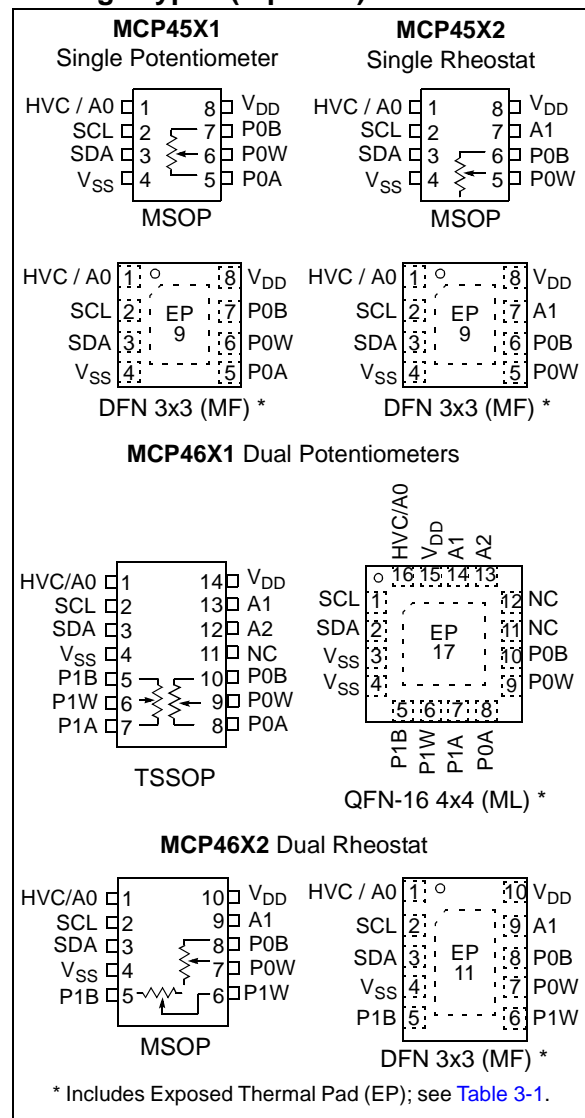 MCP45X1
Single Potentiometer
HVC / A0 1 8 VDD
SCL 2 7 P0B
SDA 3 6 P0W
VSS 4 5 P0A
MSOP
MCP45X2
Single Rheostat
HVC / A0 1 8 VDD
SCL 2 7 A1
SDA 3 6 P0B
VSS 4 5 P0W
MSOP
HVC / A0 1 8 VDD
SCL 2 EP 7 P0B
SDA 3 9 6 P0W
VSS 4 5 P0A
DFN 3x3 (MF) *
HVC / A0 1 8 VDD
SCL 2 EP 7 A1
SDA 3 9 6 P0B
VSS 4 5 P0W
DFN 3x3 (MF) *
MCP46X1 Dual Potentiometers
HVC/A0 1 14 VDD
SCL 2 13 A1
SDA 3 12 A2
VSS 4 11 NC
P1B 5 10 P0B
P1W 6 9 P0W
P1A 7 8 P0A
TSSOP
HVC/A0 VDD A1 A2
16 15 14 13
SCL 1 12 NC
SDA 2 EP 11 NC
VSS 3 17 10 P0B
VSS 4 9 P0W
5 6 7 8
P1B P1W P1A P0A
QFN-16 4x4 (ML) *
MCP46X2 Dual Rheostat
HVC/A0 1 10 VDD
SCL 2 9 A1
SDA 3 8 P0B
VSS 4 7 P0W
P1B 5 6 P1W
MSOP
HVC / A0 1 10 VDD
SCL 2 9 A1
SDA 3 EP 8 P0B
VSS 4 11 7 P0W
P1B 5 6 P1W
DFN 3x3 (MF) *
* Includes Exposed Thermal Pad (EP); see Table 3-1.